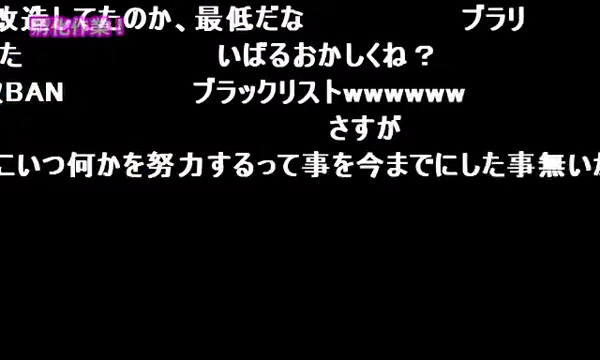 改造してたのか、最低だな ブラリ
た いばるおかしくね？
BAN ブラックリストwwwwww
さすが
こいつ何かを努力するって事を今までにした事無いか